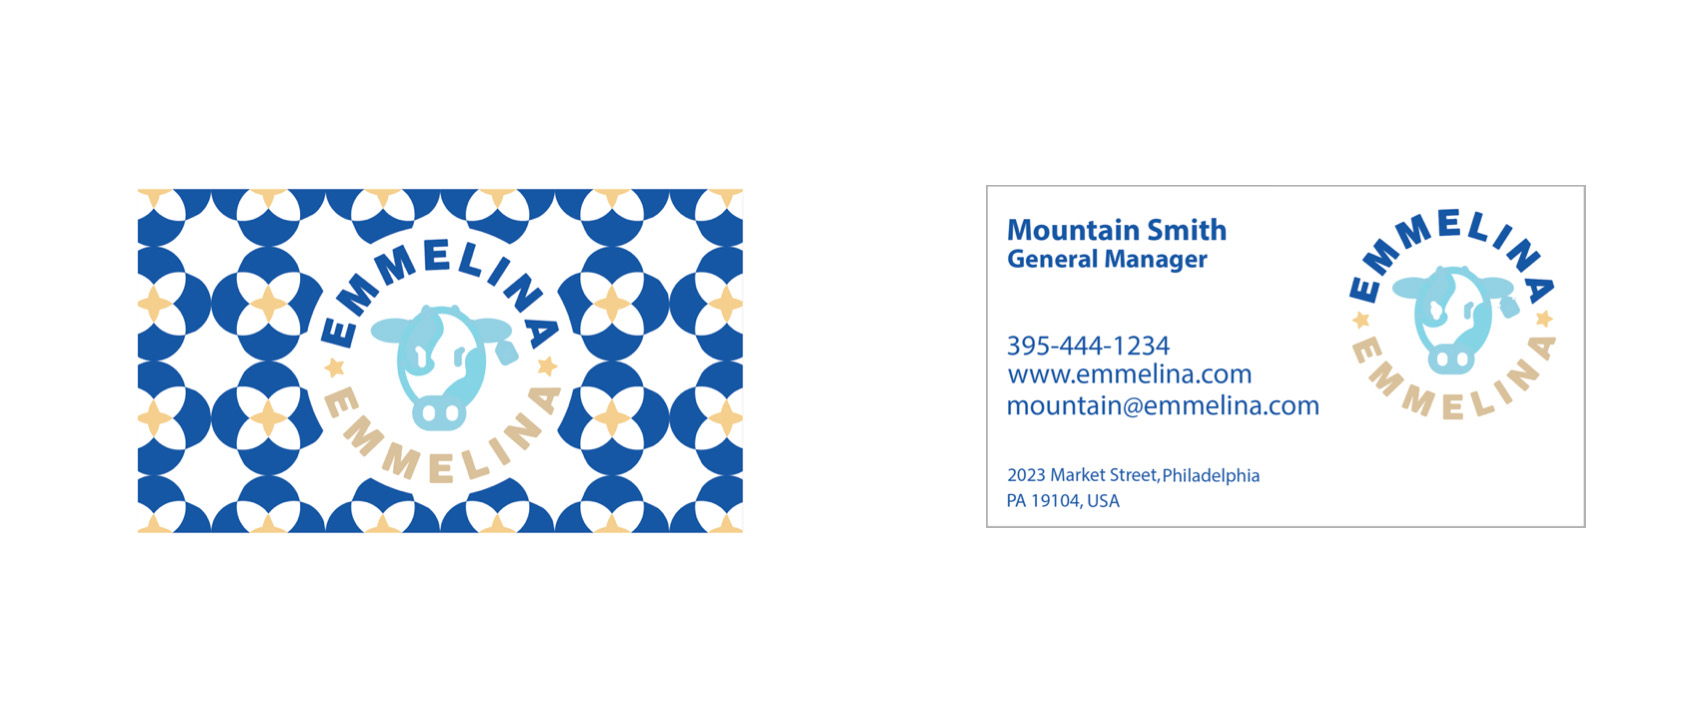 EMMELINA
EMMELINA
Mountain Smith
General Manager
395-444-1234
www.emmelina.com
mountain@emmelina.com
2023 Market Street,Philadelphia
PA 19104, USA
EMMELINA
EMMELINA